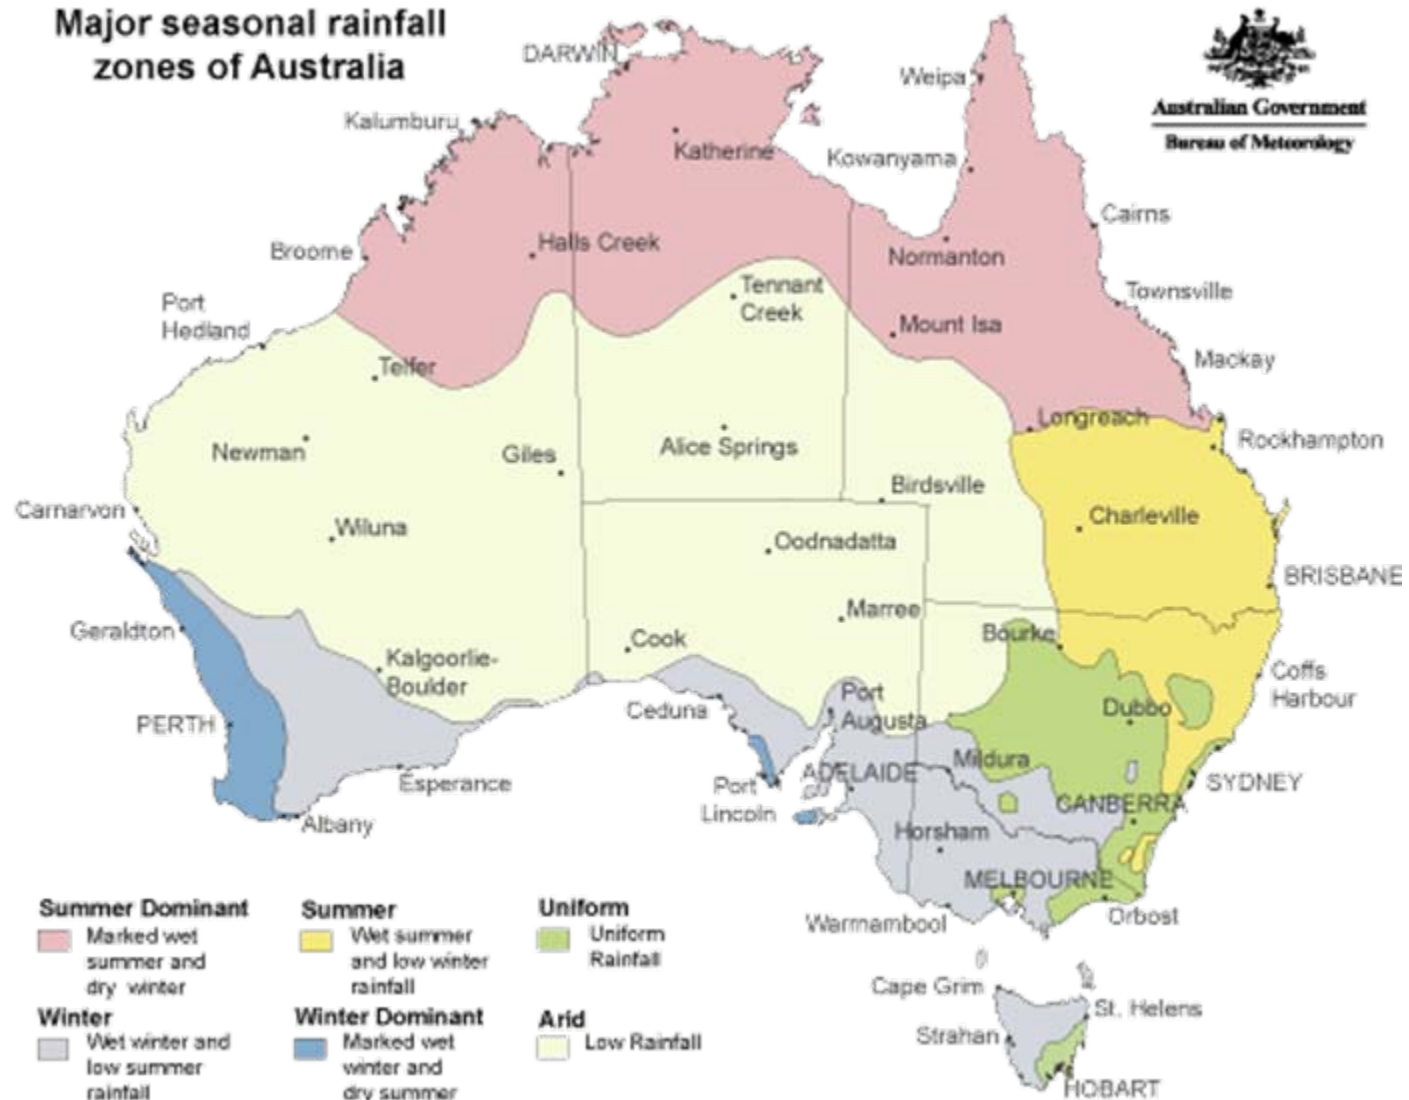 Major seasonal rainfall
zones of Australia
Australian Government
Bureau of Meteorology
DARWIN
Weipa
Kalumburu
Katherine
Kowanyama
Cairns
Broome
Halls Creek
Normanton
Port
Hedland
Tennant
Creek
Townsville
Mount Isa
Telfer
Mackay
Longreach
Rockhampton
Newman
Giles
Alice Springs
Birdsville
Carnarvon
Wiluna
Charleville
Oodnadatta
BRISBANE
Marree
Geraldton
Cook
Bourke
Kalgoorlie-
Boulder
Coffs
Harbour
Port
Augusta
Ceduna
Dubbo
PERTH
Mildura
ADELAIDE
Esperance
Port
Lincoln
SYDNEY
CANBERRA
Albany
Horsham
MELBOURNE
Warrnambool
Orbost
Cape Grim
St. Helens
Strahan
HOBART
Summer Dominant
Marked wet
summer and
dry winter
Summer
Wet summer
and low winter
rainfall
Uniform
Uniform
Rainfall
Winter
Wet winter and
low summer
rainfall
Winter Dominant
Marked wet
winter and
dry summer
Arid
Low Rainfall